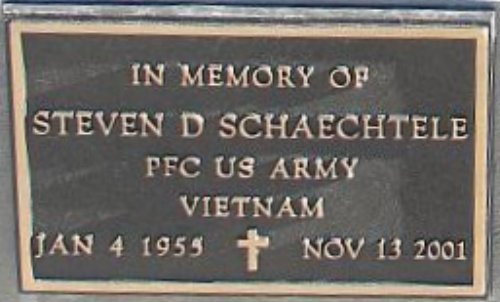 IN MEMORY OF
STEVEN D SCHAECHTELE
PFC US ARMY
VIETNAM
JAN 4 1955 NOV 13 2001